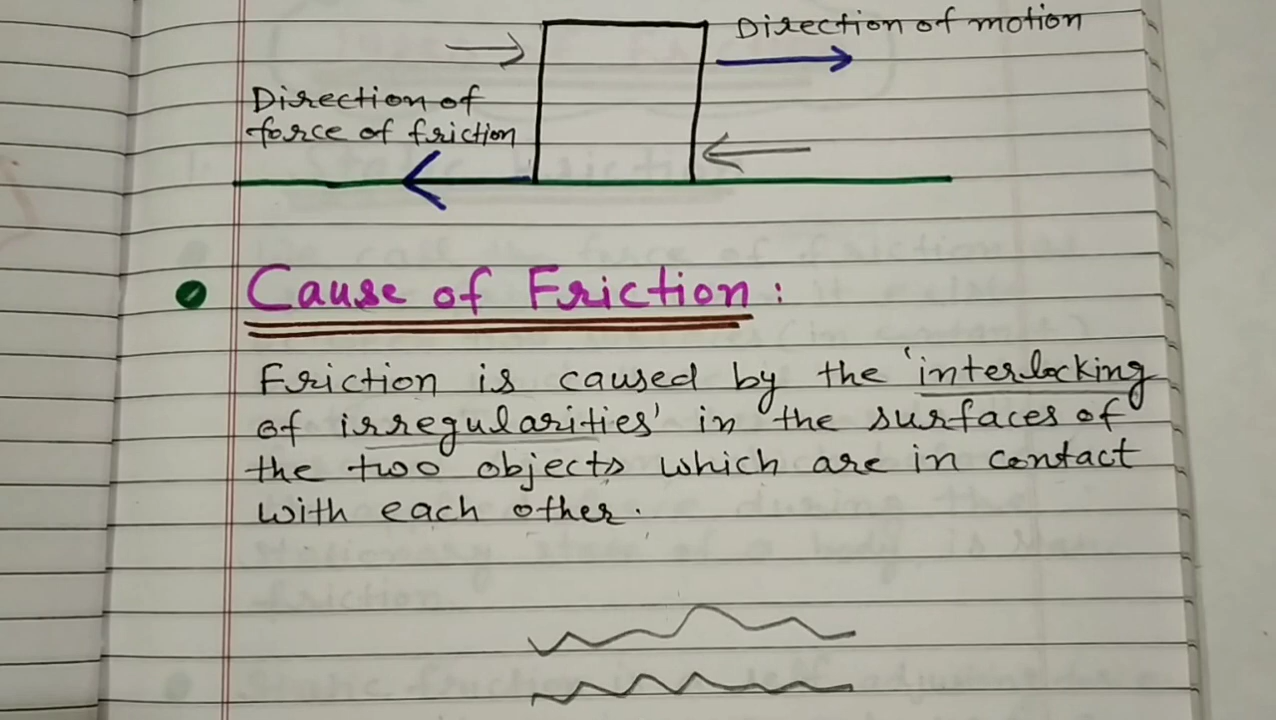 Direction of motion
Direction of
force of friction
Cause of Friction:
Friction is caused by the 'interlocking
of irregularities' in the surfaces of
the two objects which are in contact
with each other.